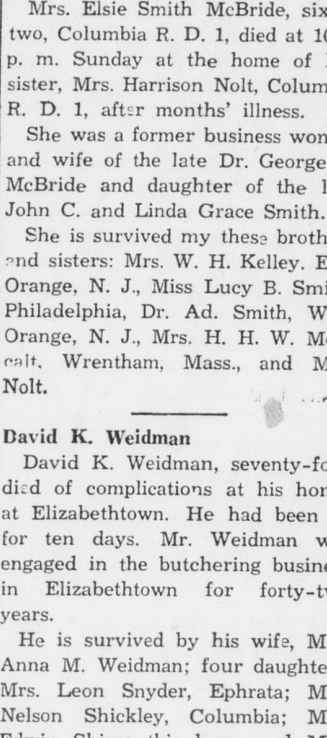 Mrs. Elsie Smith McBride, six
two, Columbia R. D. 1, died at 10
p. m. Sunday at the home of
sister, Mrs. Harrison Nolt, Colum
R. D. 1, after months' illness.
She was a former business wom
and wife of the late Dr. George
McBride and daughter of the l
John C. and Linda Grace Smith.
She is survived my these broth
and sisters: Mrs. W. H. Kelley. E
Orange, N. J., Miss Lucy B. Smi
Philadelphia, Dr. Ad. Smith, W
Orange, N. J., Mrs. H. H. W. M
Wrentham, Mass., and M
Nolt.
David K. Weidman
David K. Weidman, seventy-fo
died of complications at his hom
at Elizabethtown. He had been
for ten days. Mr. Weidman w
engaged in the butchering busine
in Elizabethtown for forty-tw
years.
He is survived by his wife, M
Anna M. Weidman; four daughte
Mrs. Leon Snyder, Ephrata; M
Nelson Shickley, Columbia; M